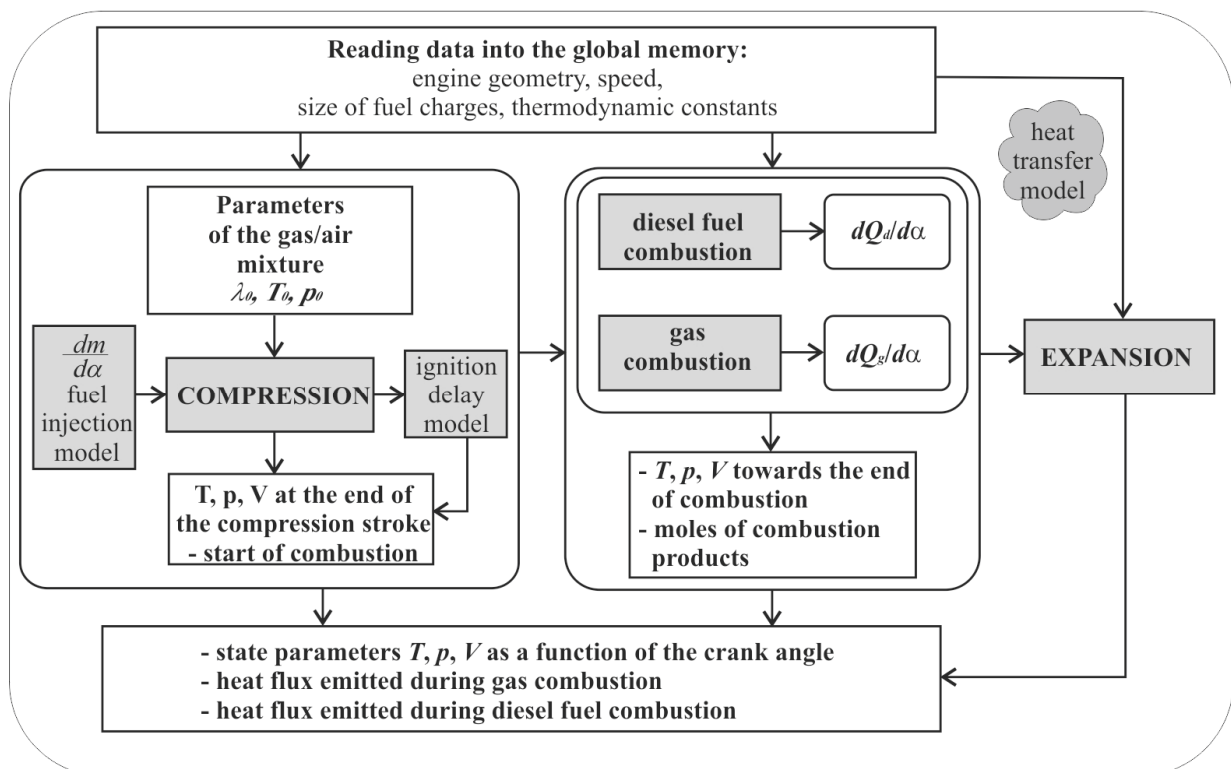 Reading data into the global memory:
engine geometry, speed,
size of fuel charges, thermodynamic constants
heat
transfer
model
Parameters
of the gas/air
mixture
λ₀, T₀, p₀
dm
dα
fuel
injection
model
COMPRESSION
ignition
delay
model
T, p, V at the end of
the compression stroke
- start of combustion
diesel fuel
combustion
dQd/dα
gas
combustion
dQg/dα
- T, p, V towards the end
of combustion
- moles of combustion
products
EXPANSION
- state parameters T, p, V as a function of the crank angle
- heat flux emitted during gas combustion
- heat flux emitted during diesel fuel combustion